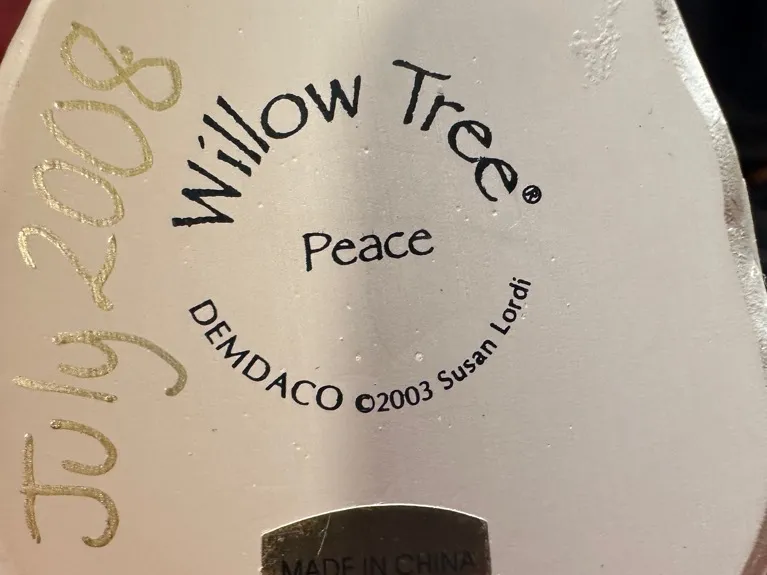 July 2008
Willow Tree®
Peace
DEMDACO ©2003 Susan Lordi
MADE IN CHINA